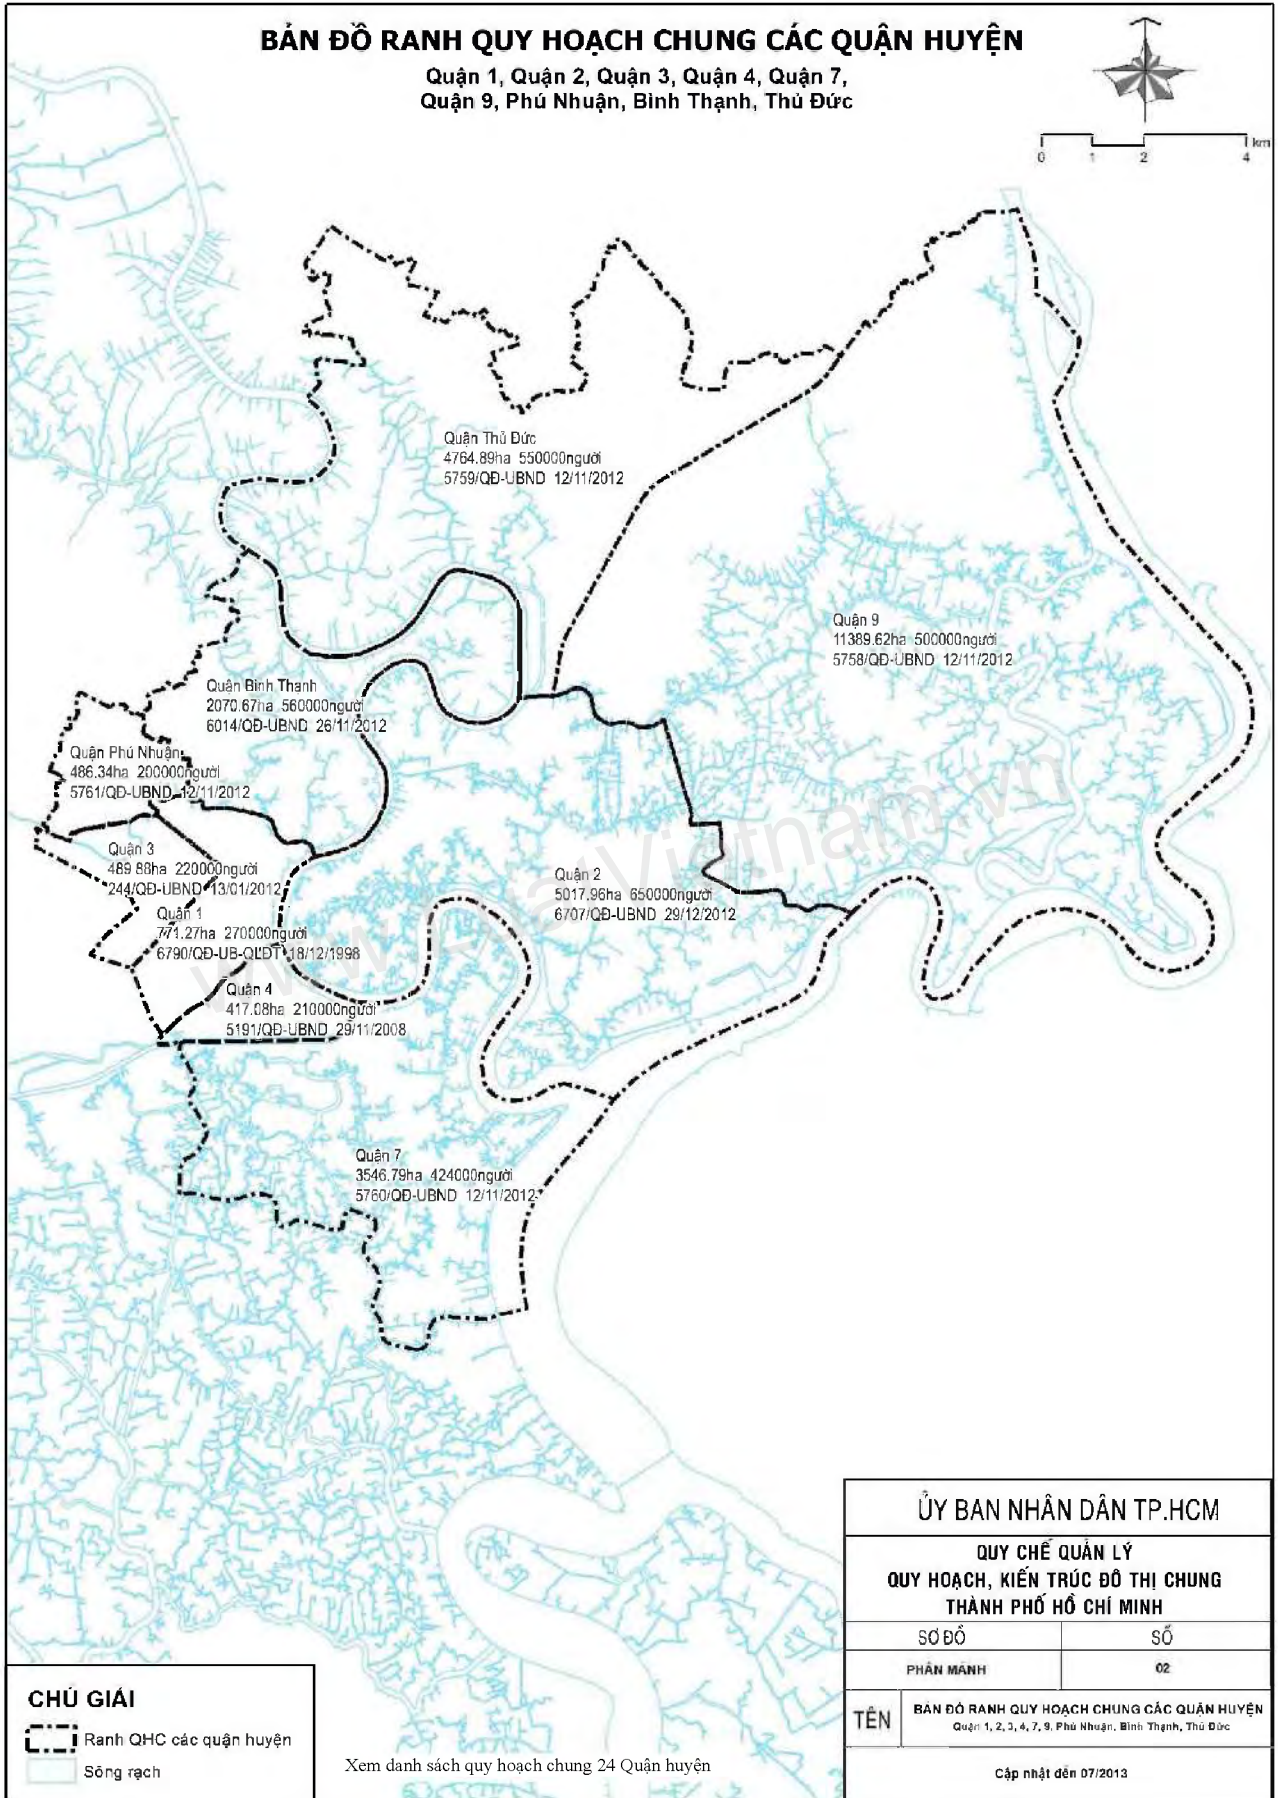 BẢN ĐỒ RANH QUY HOẠCH CHUNG CÁC QUẬN HUYỆN
Quận 1, Quận 2, Quận 3, Quận 4, Quận 7,
Quận 9, Phú Nhuận, Bình Thạnh, Thủ Đức
km
0 1 2 4
Quận Thủ Đức
4764.89ha 550000người
5759/QĐ-UBND 12/11/2012
Quận 9
11389.62ha 500000người
5758/QĐ-UBND 12/11/2012
Quận Bình Thạnh
2070.67ha 560000người
6014/QĐ-UBND 26/11/2012
Quận Phú Nhuận
486.34ha 200000người
5761/QĐ-UBND 12/11/2012
Quận 3
489.88ha 220000người
244/QĐ-UBND 13/01/2012
Quận 2
5017.96ha 650000người
6707/QĐ-UBND 29/12/2012
Quận 1
771.27ha 270000người
6790/QĐ-UB-QLĐT 18/12/1998
Quận 4
417.08ha 210000người
5191/QĐ-UBND 29/11/2008
Quận 7
3546.79ha 424000người
5760/QĐ-UBND 12/11/2012
www.LuatVietnam.vn
ỦY BAN NHÂN DÂN TP.HCM
QUY CHẾ QUẢN LÝ
QUY HOẠCH, KIẾN TRÚC ĐÔ THỊ CHUNG
THÀNH PHỐ HỒ CHÍ MINH
SƠ ĐỒ SỐ
PHÂN MẢNH 02
TÊN
BẢN ĐỒ RANH QUY HOẠCH CHUNG CÁC QUẬN HUYỆN
Quận 1, 2, 3, 4, 7, 9, Phú Nhuận, Bình Thạnh, Thủ Đức
Cập nhật đến 07/2013
CHÚ GIẢI
Ranh QHC các quận huyện
Sông rạch
Xem danh sách quy hoạch chung 24 Quận huyện